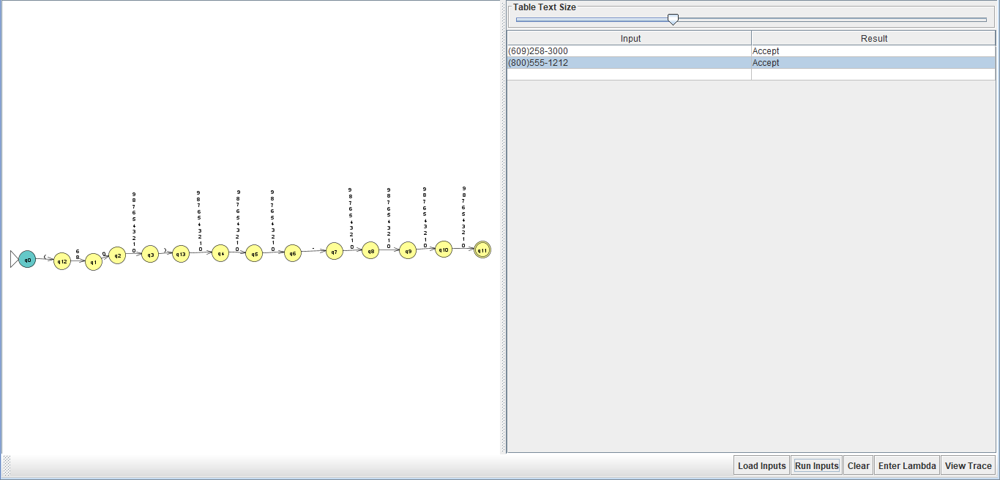 Table Text Size
Input Result
(609)258-3000 Accept
(800)555-1212 Accept
9 9 9 9 9 9 9 9
8 8 8 8 8 8 8 8
7 7 7 7 7 7 7 7
6 6 6 6 6 6 6 6
5 5 5 5 5 5 5 5
4 4 4 4 4 4 4 4
3 3 3 3 3 3 3 3
2 2 2 2 2 2 2 2
1 1 1 1 1 1 1 1
0 0 0 0 0 0 0 0
( 6 0 ) -
8
q0 q12 q1 q2 q3 q13 q4 q5 q6 q7 q8 q9 q10 q11
Load Inputs Run Inputs Clear Enter Lambda View Trace